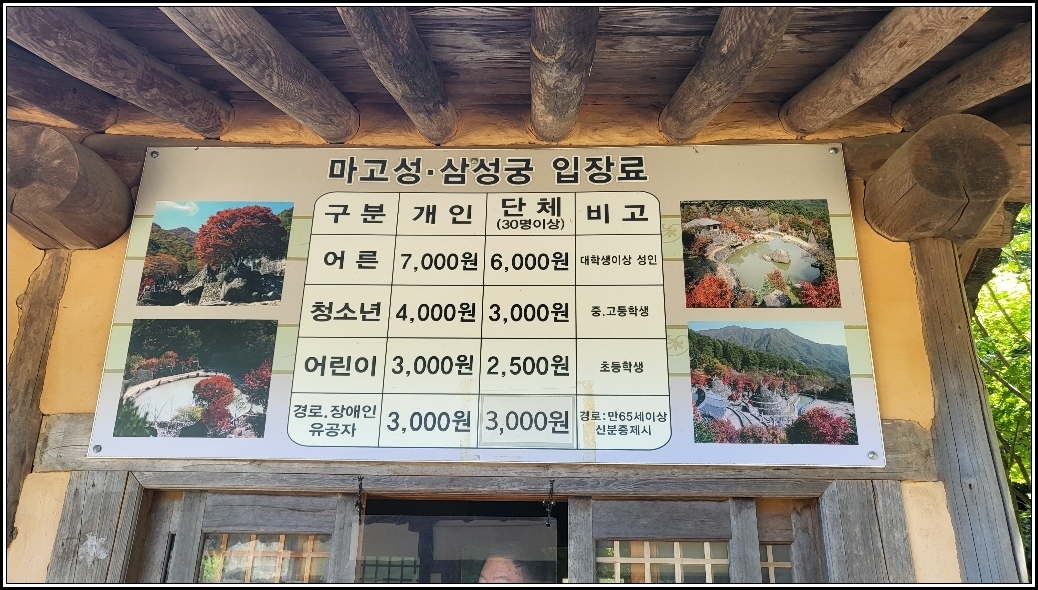 마고성·삼성궁 입장료
구분 개인 단체 비고
(30명이상)
어른 7,000원 6,000원 대학생이상 성인
청소년 4,000원 3,000원 중.고등학생
어린이 3,000원 2,500원 초등학생
경로.장애인 3,000원 3,000원 경로:만65세이상
유공자 신분증제시